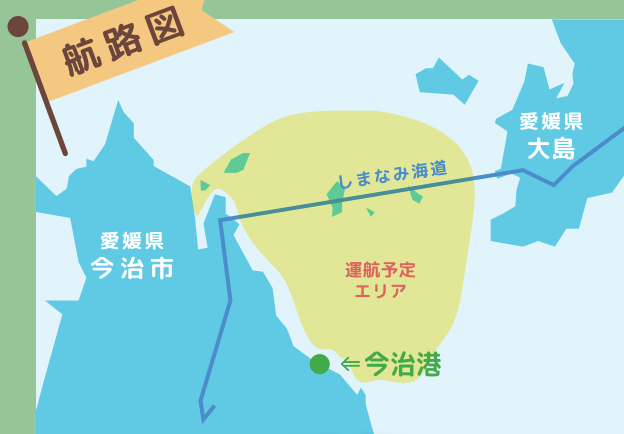 航路図
愛媛県
大島
しまなみ海道
愛媛県
今治市
運航予定
エリア
⇐今治港